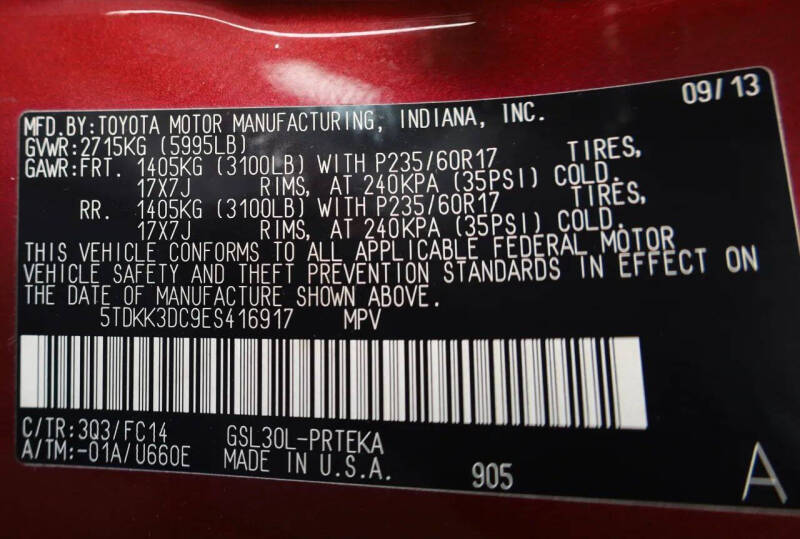 09/13
MFD.BY:TOYOTA MOTOR MANUFACTURING, INDIANA, INC.
GVWR:2715KG (5995LB)
GAWR:FRT. 1405KG (3100LB) WITH P235/60R17 TIRES,
17X7J RIMS, AT 240KPA (35PSI) COLD.
RR. 1405KG (3100LB) WITH P235/60R17 TIRES,
17X7J RIMS, AT 240KPA (35PSI) COLD.
THIS VEHICLE CONFORMS TO ALL APPLICABLE FEDERAL MOTOR
VEHICLE SAFETY AND THEFT PREVENTION STANDARDS IN EFFECT ON
THE DATE OF MANUFACTURE SHOWN ABOVE.
5TDKK3DC9ES416917 MPV
C/TR:3Q3/FC14 GSL30L-PRTEKA
A/TM:-01A/U660E MADE IN U.S.A. 905 A